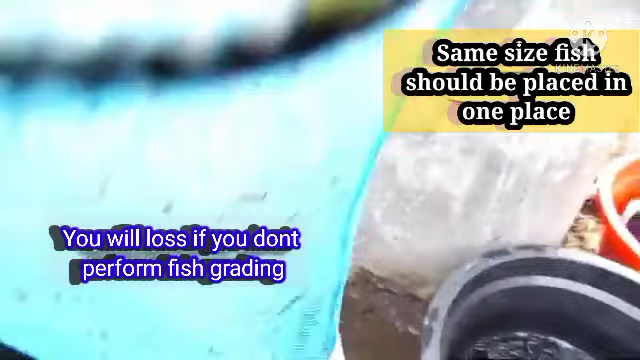 Same size fish
should be placed in
one place
You will loss if you dont
perform fish grading